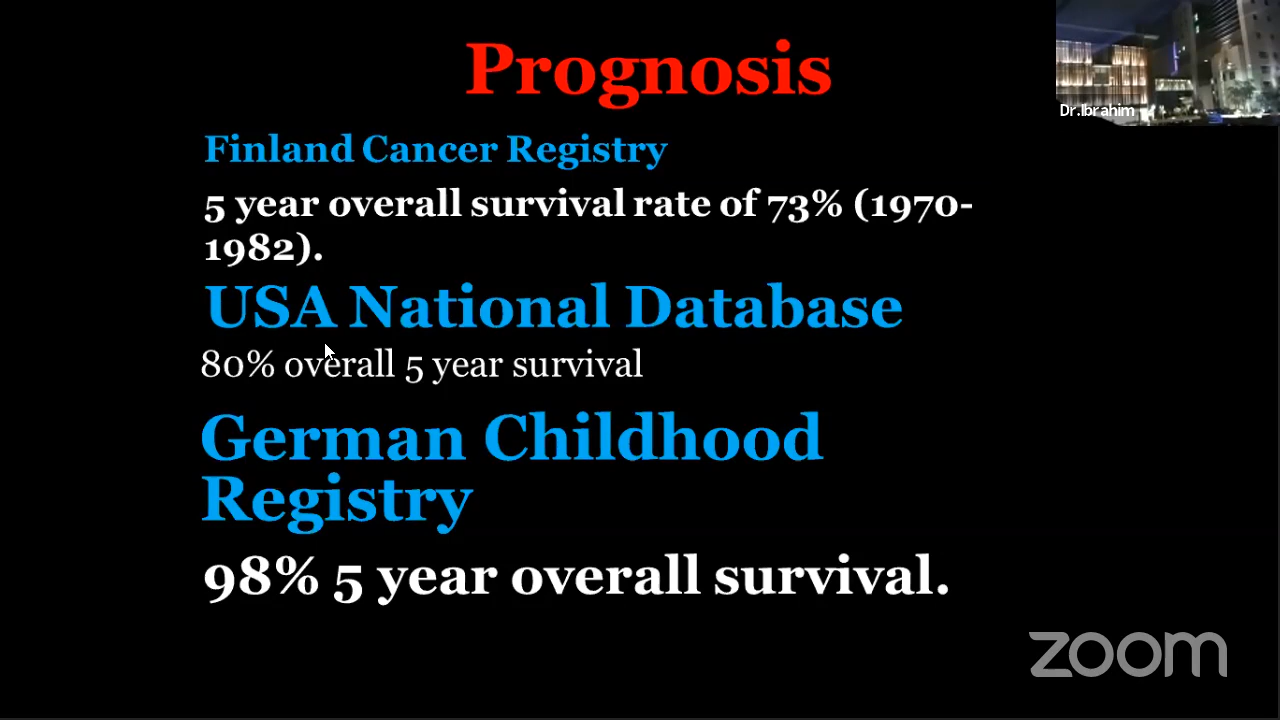 Prognosis
Dr.Ibrahim
Finland Cancer Registry
5 year overall survival rate of 73% (1970-
1982).
USA National Database
80% overall 5 year survival
German Childhood
Registry
98% 5 year overall survival.
zoom